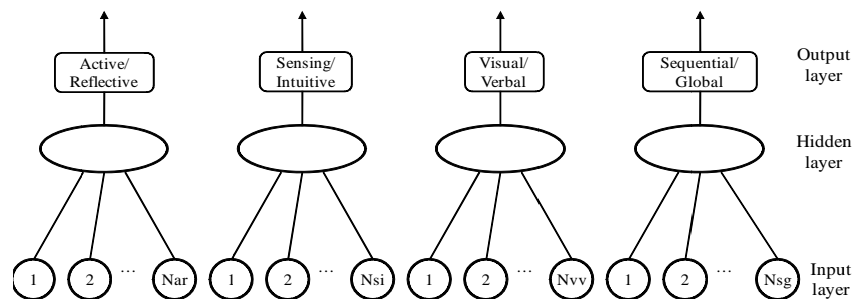 Active/
Reflective
Sensing/
Intuitive
Visual/
Verbal
Sequential/
Global
Output
layer
Hidden
layer
1 2 ... Nar 1 2 ... Nsi 1 2 ... Nvv 1 2 ... Nsg
Input
layer